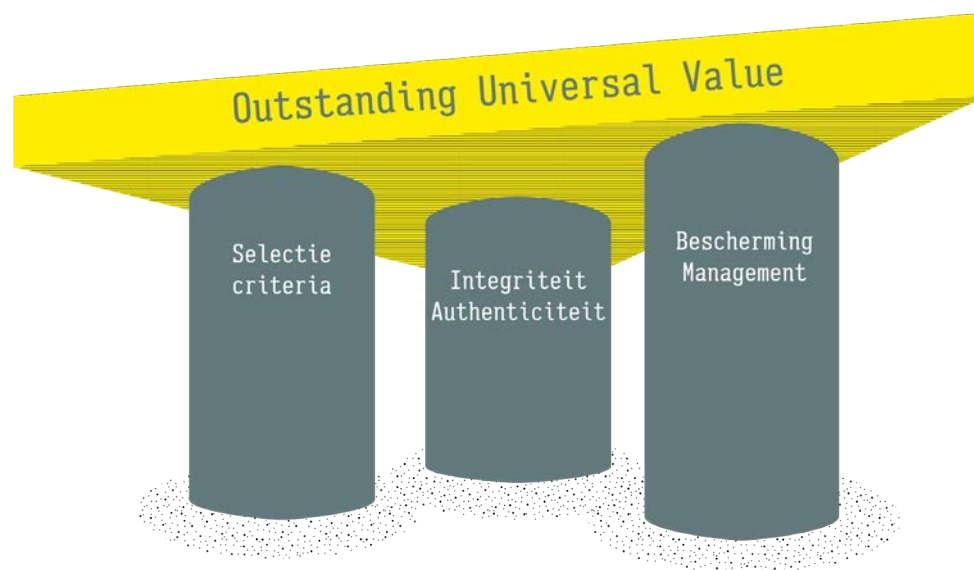 Outstanding Universal Value
Selectie
criteria
Integriteit
Authenticiteit
Bescherming
Management